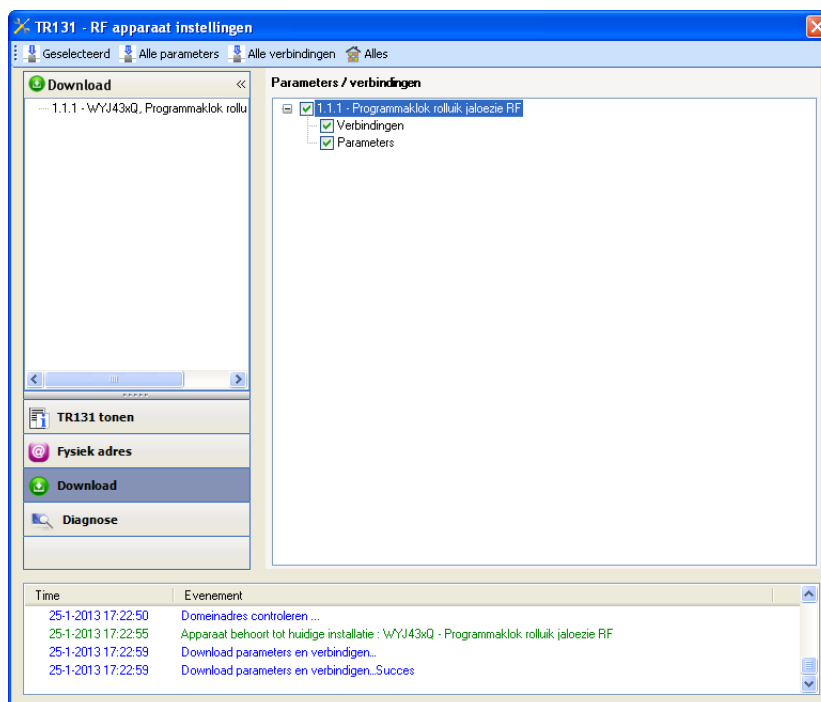 TR131 - RF apparaat instellingen
Geselecteerd Alle parameters Alle verbindingen Alles
Download «
1.1.1 - WYJ43xQ, Programmaklok rollu
Parameters / verbindingen
1.1.1 - Programmaklok rolluik jaloezie RF
Verbindingen
Parameters
TR131 tonen
Fysiek adres
Download
Diagnose
Time Evenement
25-1-2013 17:22:50 Domeinadres controleren ...
25-1-2013 17:22:55 Apparaat behoort tot huidige installatie : WYJ43xQ - Programmaklok rolluik jaloezie RF
25-1-2013 17:22:59 Download parameters en verbindigen...
25-1-2013 17:22:59 Download parameters en verbindigen...Succes